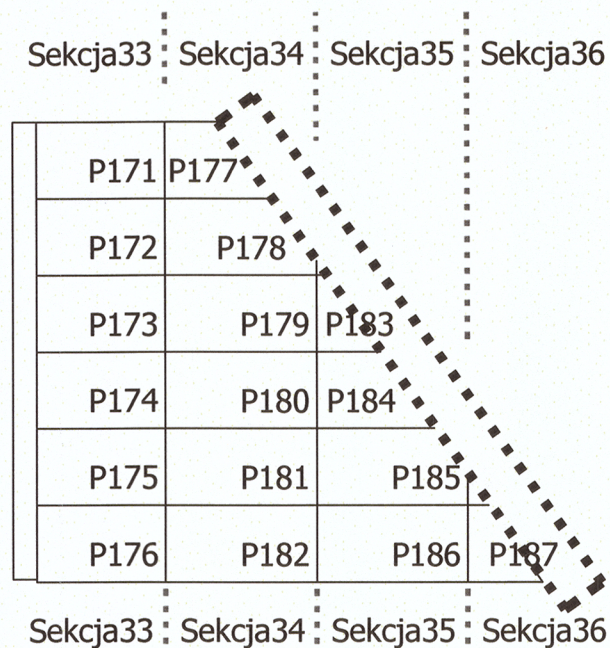 Sekcja33 Sekcja34 Sekcja35 Sekcja36
P171 P177
P172 P178
P173 P179 P183
P174 P180 P184
P175 P181 P185
P176 P182 P186 P187
Sekcja33 Sekcja34 Sekcja35 Sekcja36